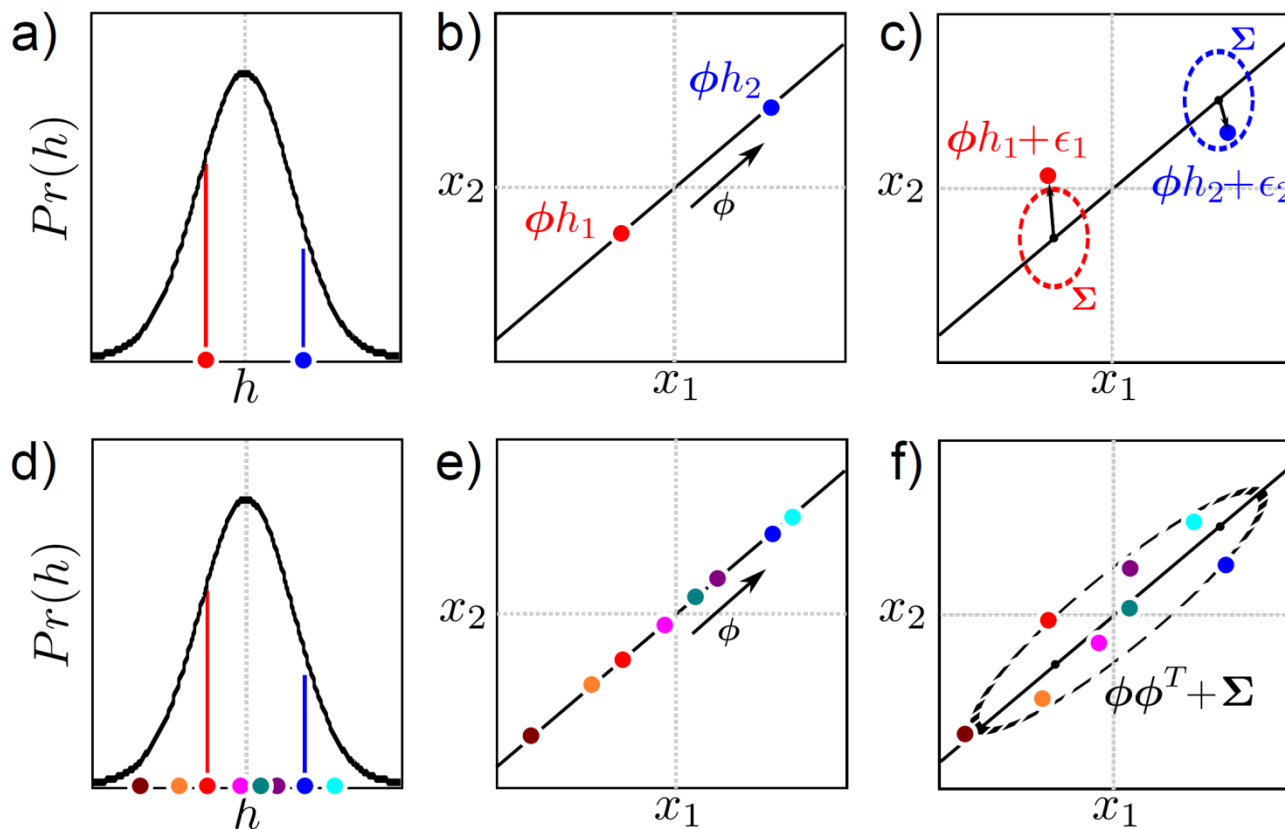 a)
Pr(h)
h
b)
x₂
ϕh₂
ϕh₁
ϕ
x₁
c)
x₂
Σ
ϕh₁+ϵ₁
ϕh₂+ϵ₂
Σ
x₁
d)
Pr(h)
h
e)
x₂
ϕ
x₁
f)
x₂
ϕϕᵀ+Σ
x₁